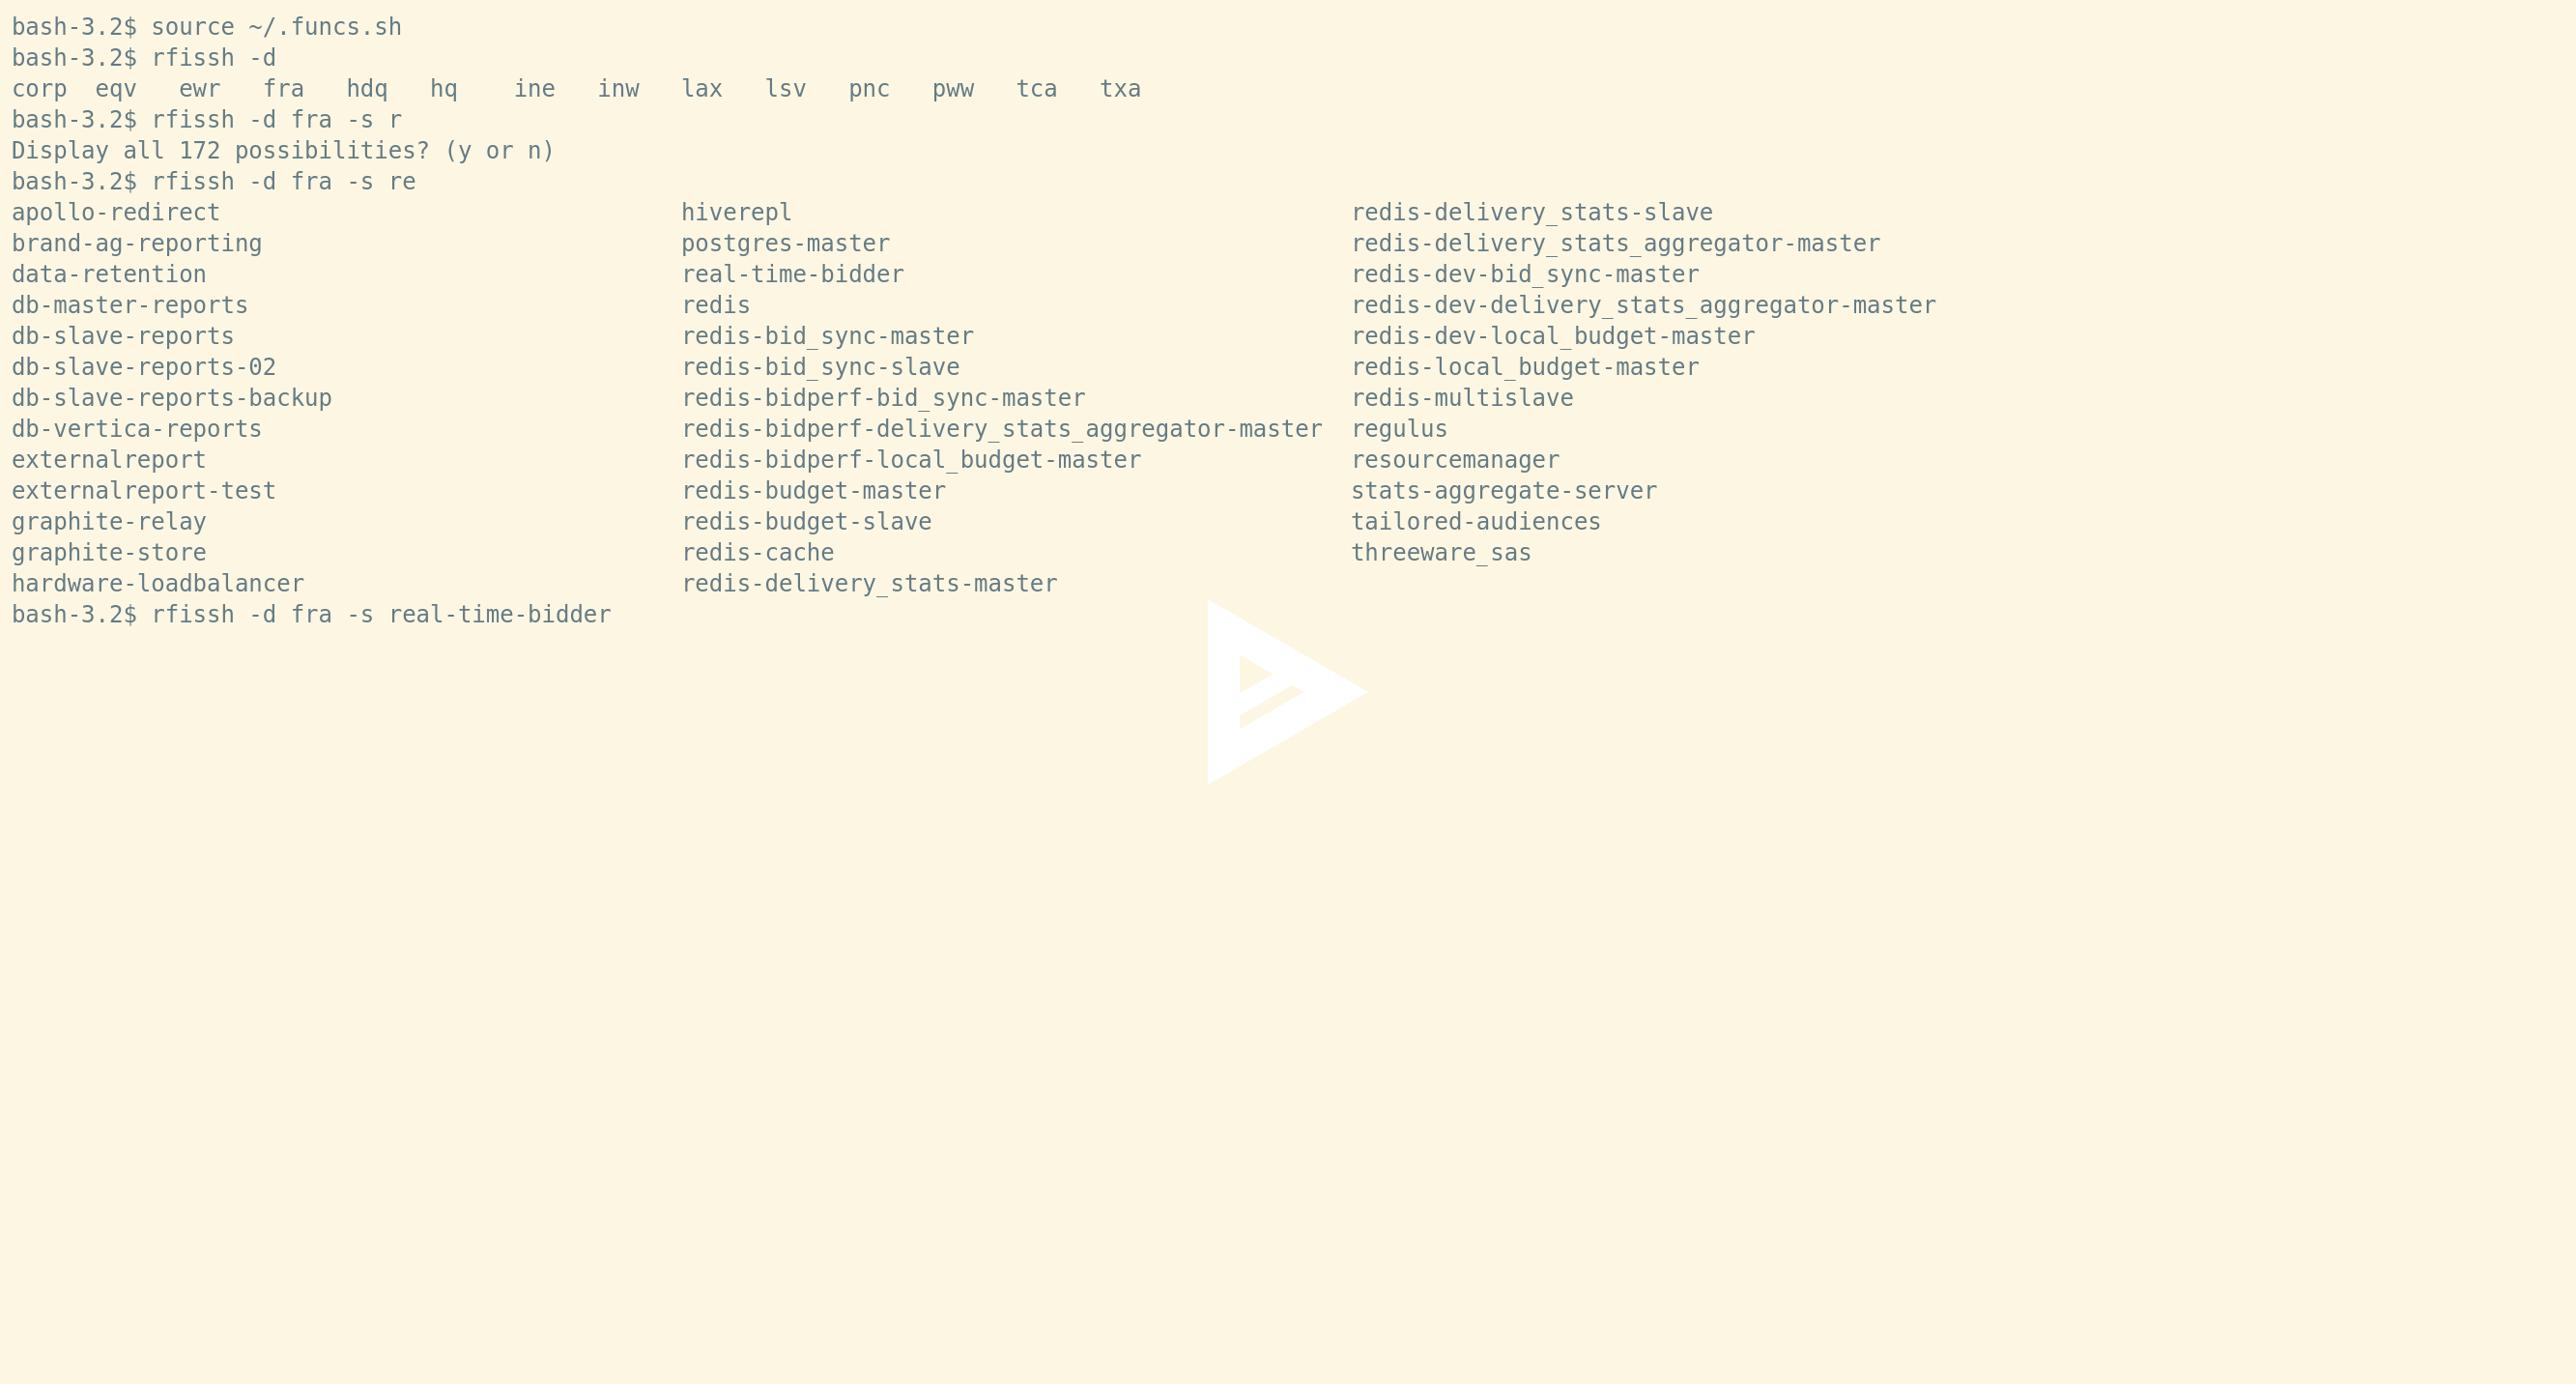 bash-3.2$ source ~/.funcs.sh
bash-3.2$ rfissh -d
corp  eqv   ewr   fra   hdq   hq    ine   inw   lax   lsv   pnc   pww   tca   txa
bash-3.2$ rfissh -d fra -s r
Display all 172 possibilities? (y or n)
bash-3.2$ rfissh -d fra -s re
apollo-redirect                                 hiverepl                                        redis-delivery_stats-slave
brand-ag-reporting                              postgres-master                                 redis-delivery_stats_aggregator-master
data-retention                                  real-time-bidder                                redis-dev-bid_sync-master
db-master-reports                               redis                                           redis-dev-delivery_stats_aggregator-master
db-slave-reports                                redis-bid_sync-master                           redis-dev-local_budget-master
db-slave-reports-02                             redis-bid_sync-slave                            redis-local_budget-master
db-slave-reports-backup                         redis-bidperf-bid_sync-master                   redis-multislave
db-vertica-reports                              redis-bidperf-delivery_stats_aggregator-master  regulus
externalreport                                  redis-bidperf-local_budget-master               resourcemanager
externalreport-test                             redis-budget-master                             stats-aggregate-server
graphite-relay                                  redis-budget-slave                              tailored-audiences
graphite-store                                  redis-cache                                     threeware_sas
hardware-loadbalancer                           redis-delivery_stats-master
bash-3.2$ rfissh -d fra -s real-time-bidder